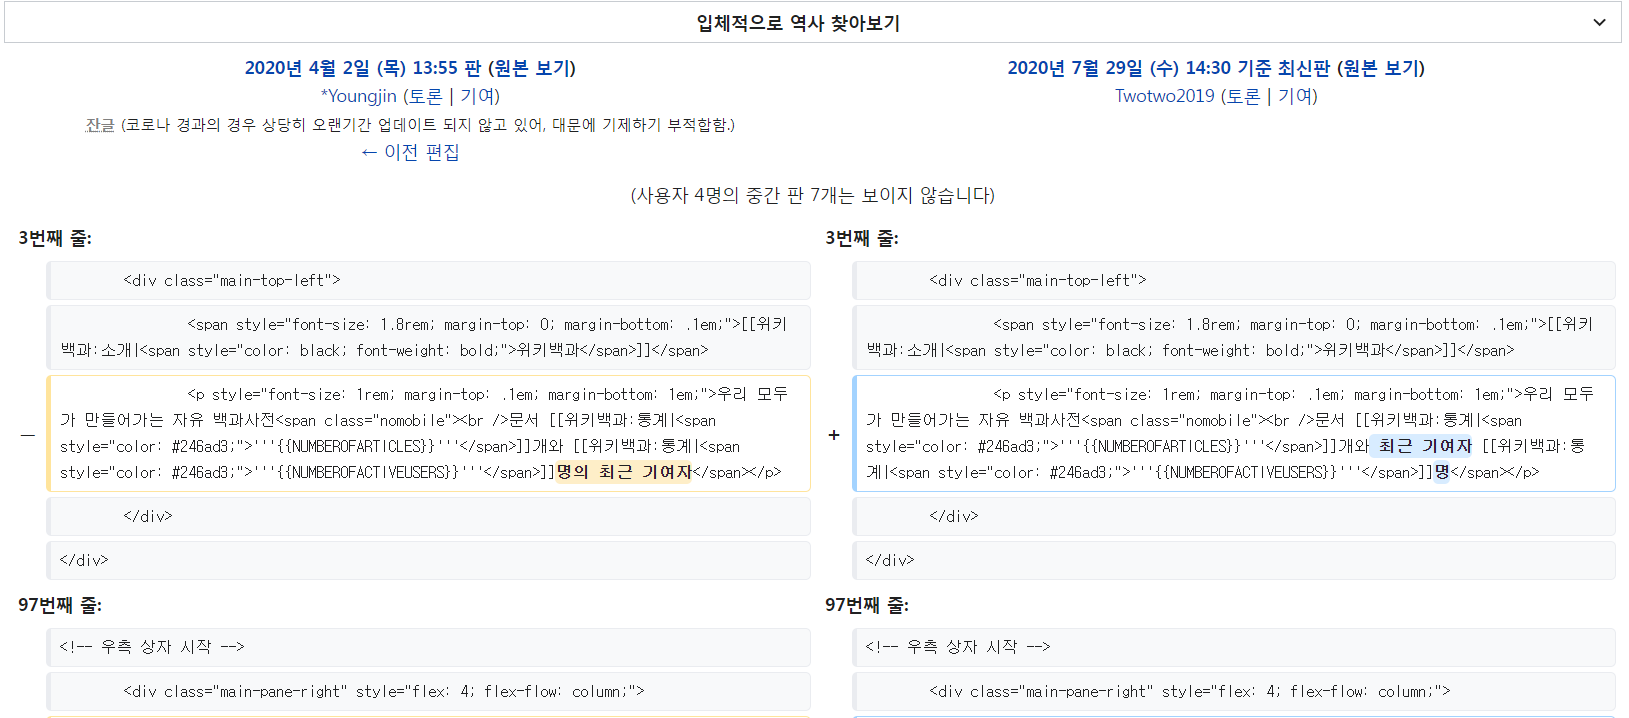 입체적으로 역사 찾아보기
2020년 4월 2일 (목) 13:55 판 (원본 보기)
*Youngjin (토론 | 기여)
잔글 (코로나 경과의 경우 상당히 오랜기간 업데이트 되지 않고 있어, 대문에 기제하기 부적합함.)
← 이전 편집
2020년 7월 29일 (수) 14:30 기준 최신판 (원본 보기)
Twotwo2019 (토론 | 기여)
(사용자 4명의 중간 판 7개는 보이지 않습니다)
3번째 줄:
<div class="main-top-left">
<span style="font-size: 1.8rem; margin-top: 0; margin-bottom: .1em;">[[위키
백과:소개|<span style="color: black; font-weight: bold;">위키백과</span>]]</span>
−
<p style="font-size: 1rem; margin-top: .1em; margin-bottom: 1em;">우리 모두
가 만들어가는 자유 백과사전<span class="nomobile"><br />문서 [[위키백과:통계|<span
style="color: #246ad3;">'''{{NUMBEROFARTICLES}}'''</span>]]개와 [[위키백과:통계|<span
style="color: #246ad3;">'''{{NUMBEROFACTIVEUSERS}}'''</span>]]명의 최근 기여자</span></p>
</div>
</div>
97번째 줄:
<!-- 우측 상자 시작 -->
<div class="main-pane-right" style="flex: 4; flex-flow: column;">
3번째 줄:
<div class="main-top-left">
<span style="font-size: 1.8rem; margin-top: 0; margin-bottom: .1em;">[[위키
백과:소개|<span style="color: black; font-weight: bold;">위키백과</span>]]</span>
+
<p style="font-size: 1rem; margin-top: .1em; margin-bottom: 1em;">우리 모두
가 만들어가는 자유 백과사전<span class="nomobile"><br />문서 [[위키백과:통계|<span
style="color: #246ad3;">'''{{NUMBEROFARTICLES}}'''</span>]]개와 최근 기여자 [[위키백과:통
계|<span style="color: #246ad3;">'''{{NUMBEROFACTIVEUSERS}}'''</span>]]명</span></p>
</div>
</div>
97번째 줄:
<!-- 우측 상자 시작 -->
<div class="main-pane-right" style="flex: 4; flex-flow: column;">